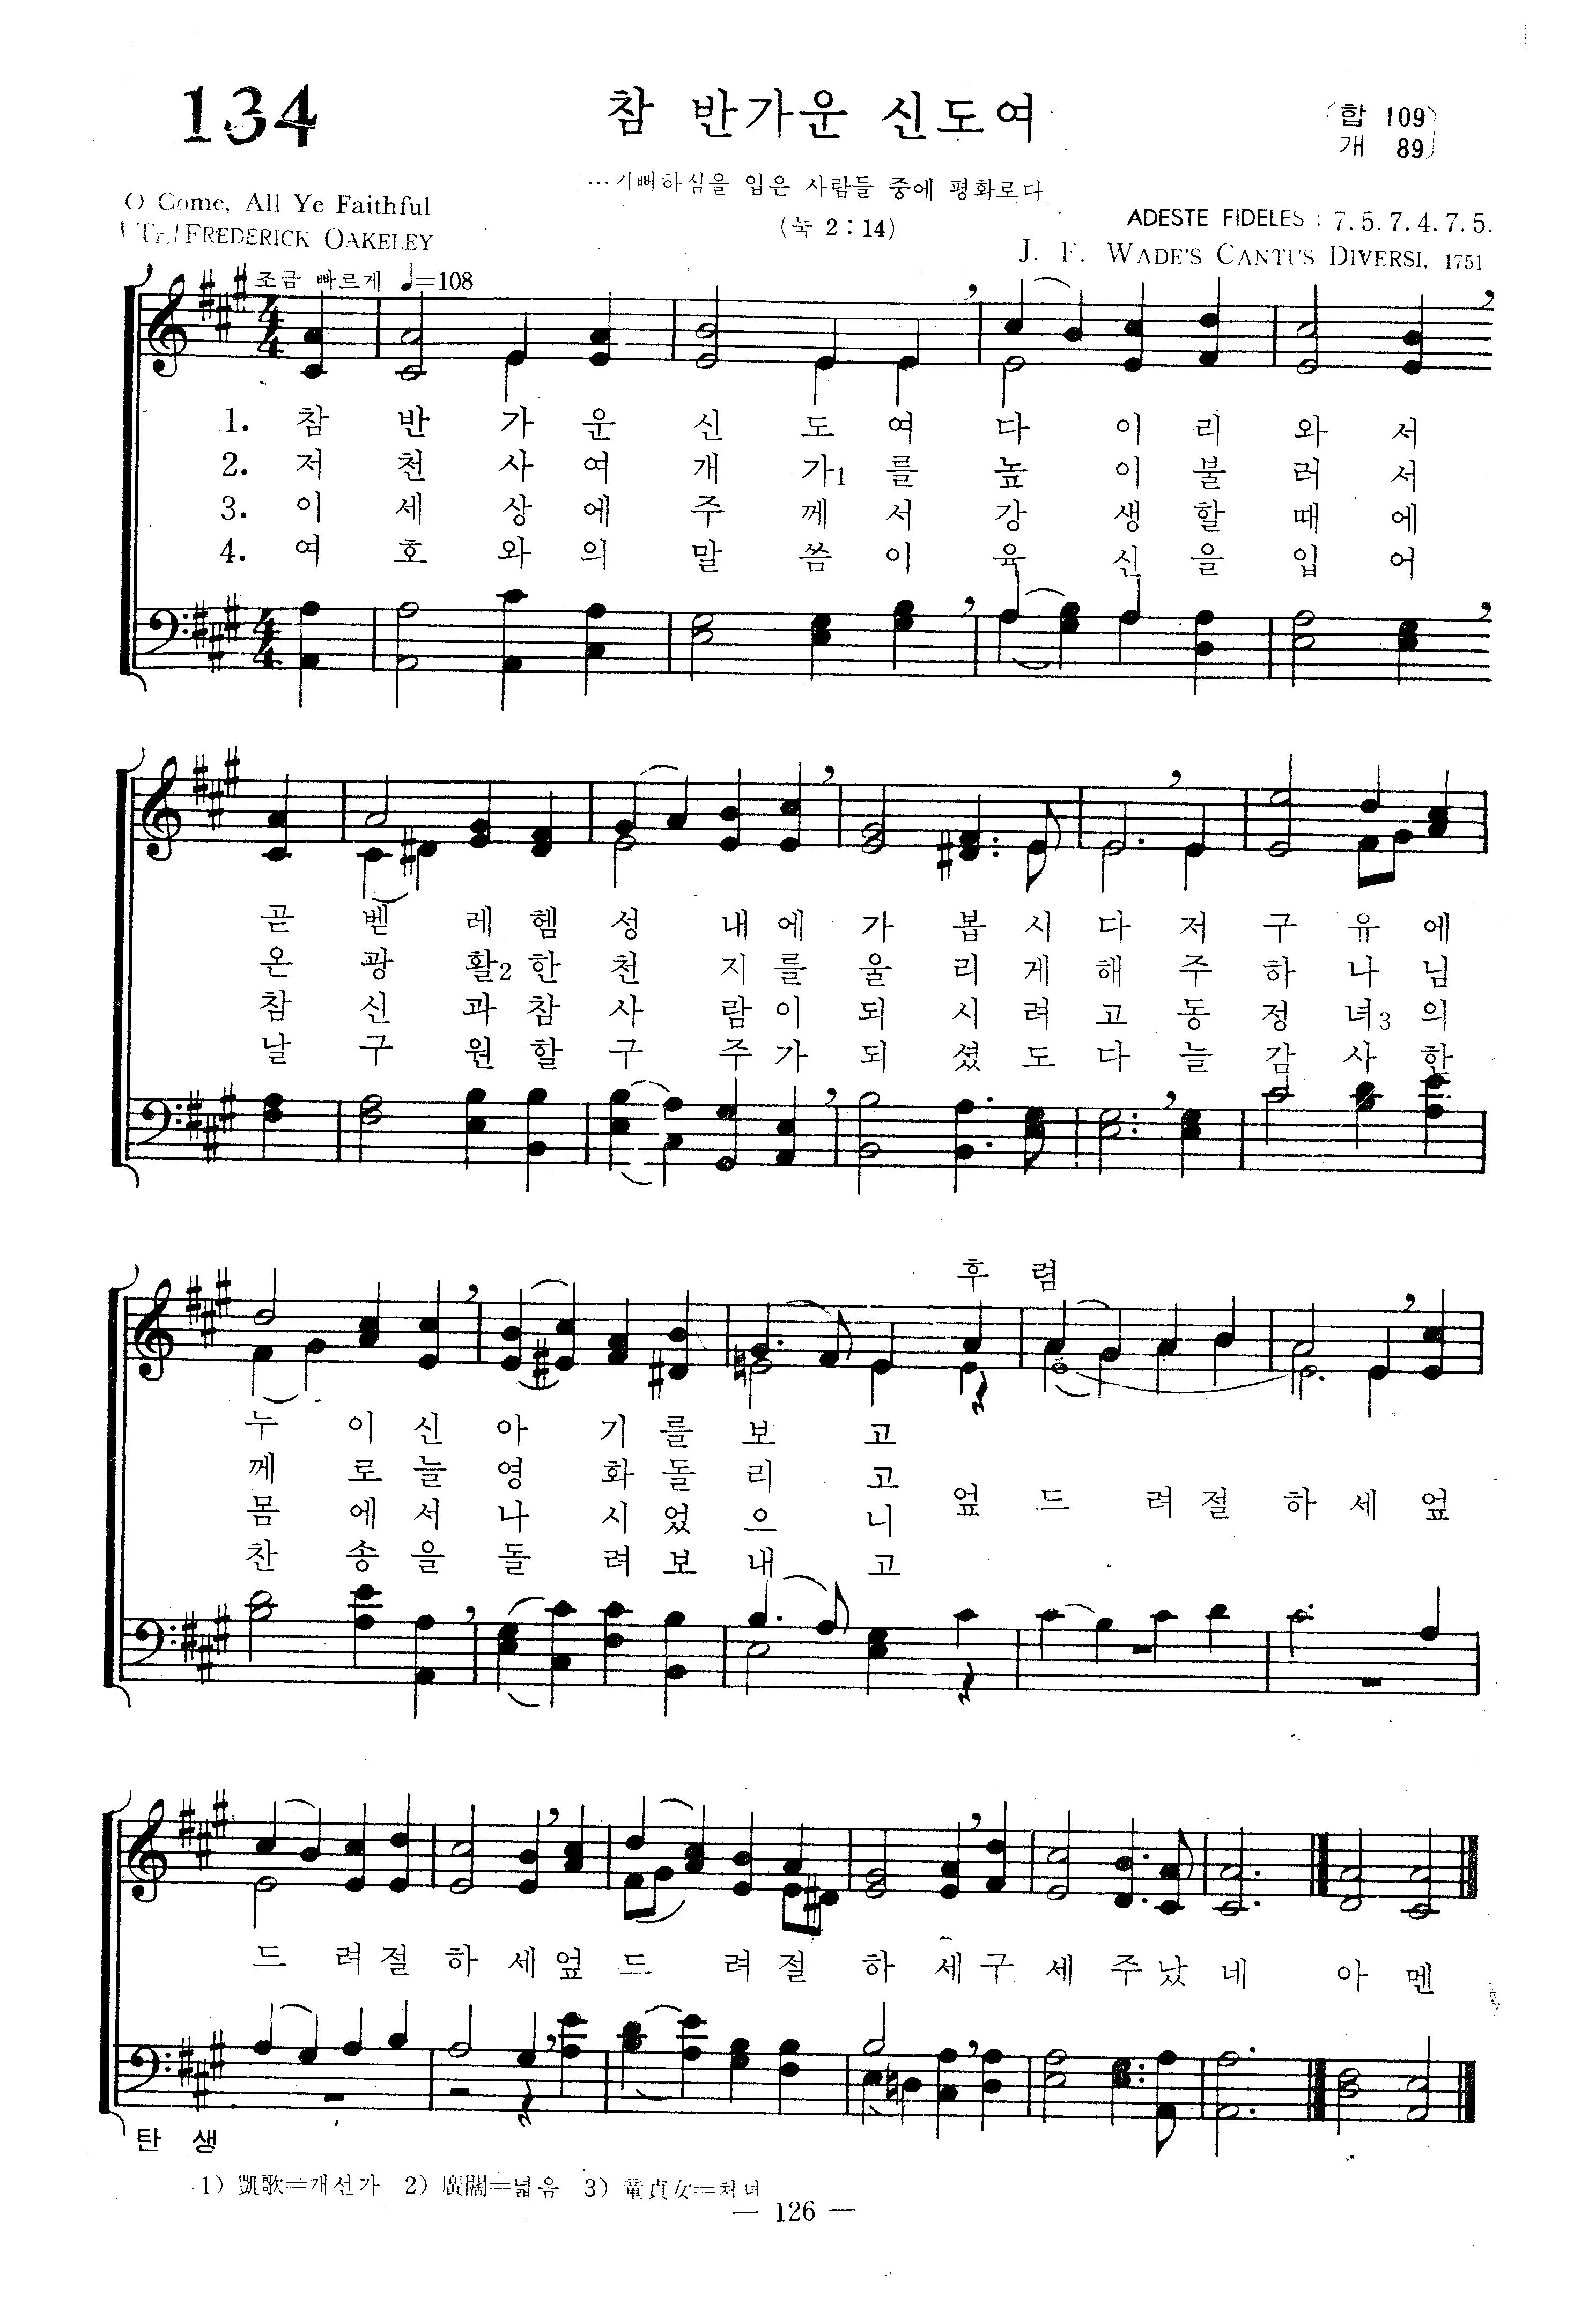 134
참 반가운 신도여
(합 109)
개 89
…기뻐하심을 입은 사람들 중에 평화로다
(눅 2:14)
O Come, All Ye Faithful
Tr./FREDERICK OAKELEY
ADESTE FIDELES : 7. 5. 7. 4. 7. 5.
J. F. WADE'S CANTUS DIVERSI, 1751
조금 빠르게 ♩=108
1. 참 반 가 운 신 도 여 다 이 리 와 서
2. 저 천 사 여 개 가1 를 높 이 불 러 서
3. 이 세 상 에 주 께 서 강 생 할 때 에
4. 여 호 와 의 말 씀 이 육 신 을 입 어
곧 벧 레 헴 성 내 에 가 봅 시 다 저 구 유 에
온 광 활2 한 천 지 를 울 리 게 해 주 하 나 님
참 신 과 참 사 람 이 되 시 려 고 동 정 녀3 의
날 구 원 할 구 주 가 되 셨 도 다 늘 감 사 한
후 렴
누 이 신 아 기 를 보 고
께 로 늘 영 화 돌 리 고
몸 에 서 나 시 었 으 니
찬 송 을 돌 려 보 내 고
엎 드 려 절 하 세 엎
드 려 절 하 세 엎 드 려 절 하 세 구 세 주 났 네 아 멘
탄 생
1) 凱歌=개선가 2) 廣闊=넓음 3) 童貞女=처녀
— 126 —